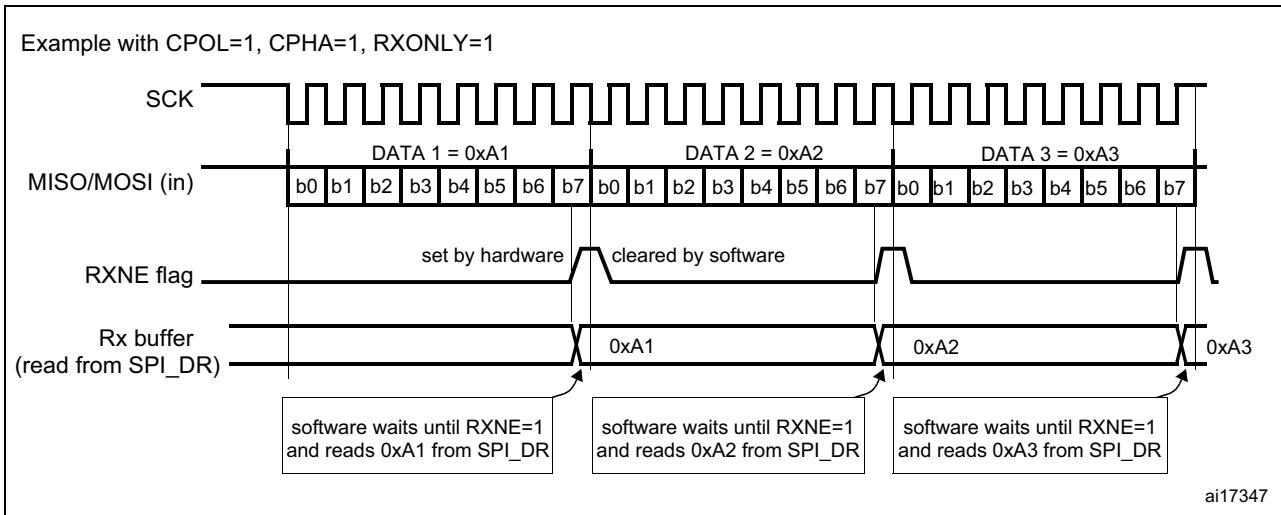 Example with CPOL=1, CPHA=1, RXONLY=1
SCK
DATA 1 = 0xA1 DATA 2 = 0xA2 DATA 3 = 0xA3
MISO/MOSI (in) b0 b1 b2 b3 b4 b5 b6 b7 b0 b1 b2 b3 b4 b5 b6 b7 b0 b1 b2 b3 b4 b5 b6 b7
set by hardware cleared by software
RXNE flag
Rx buffer
(read from SPI_DR)
0xA1 0xA2 0xA3
software waits until RXNE=1
and reads 0xA1 from SPI_DR
software waits until RXNE=1
and reads 0xA2 from SPI_DR
software waits until RXNE=1
and reads 0xA3 from SPI_DR
ai17347